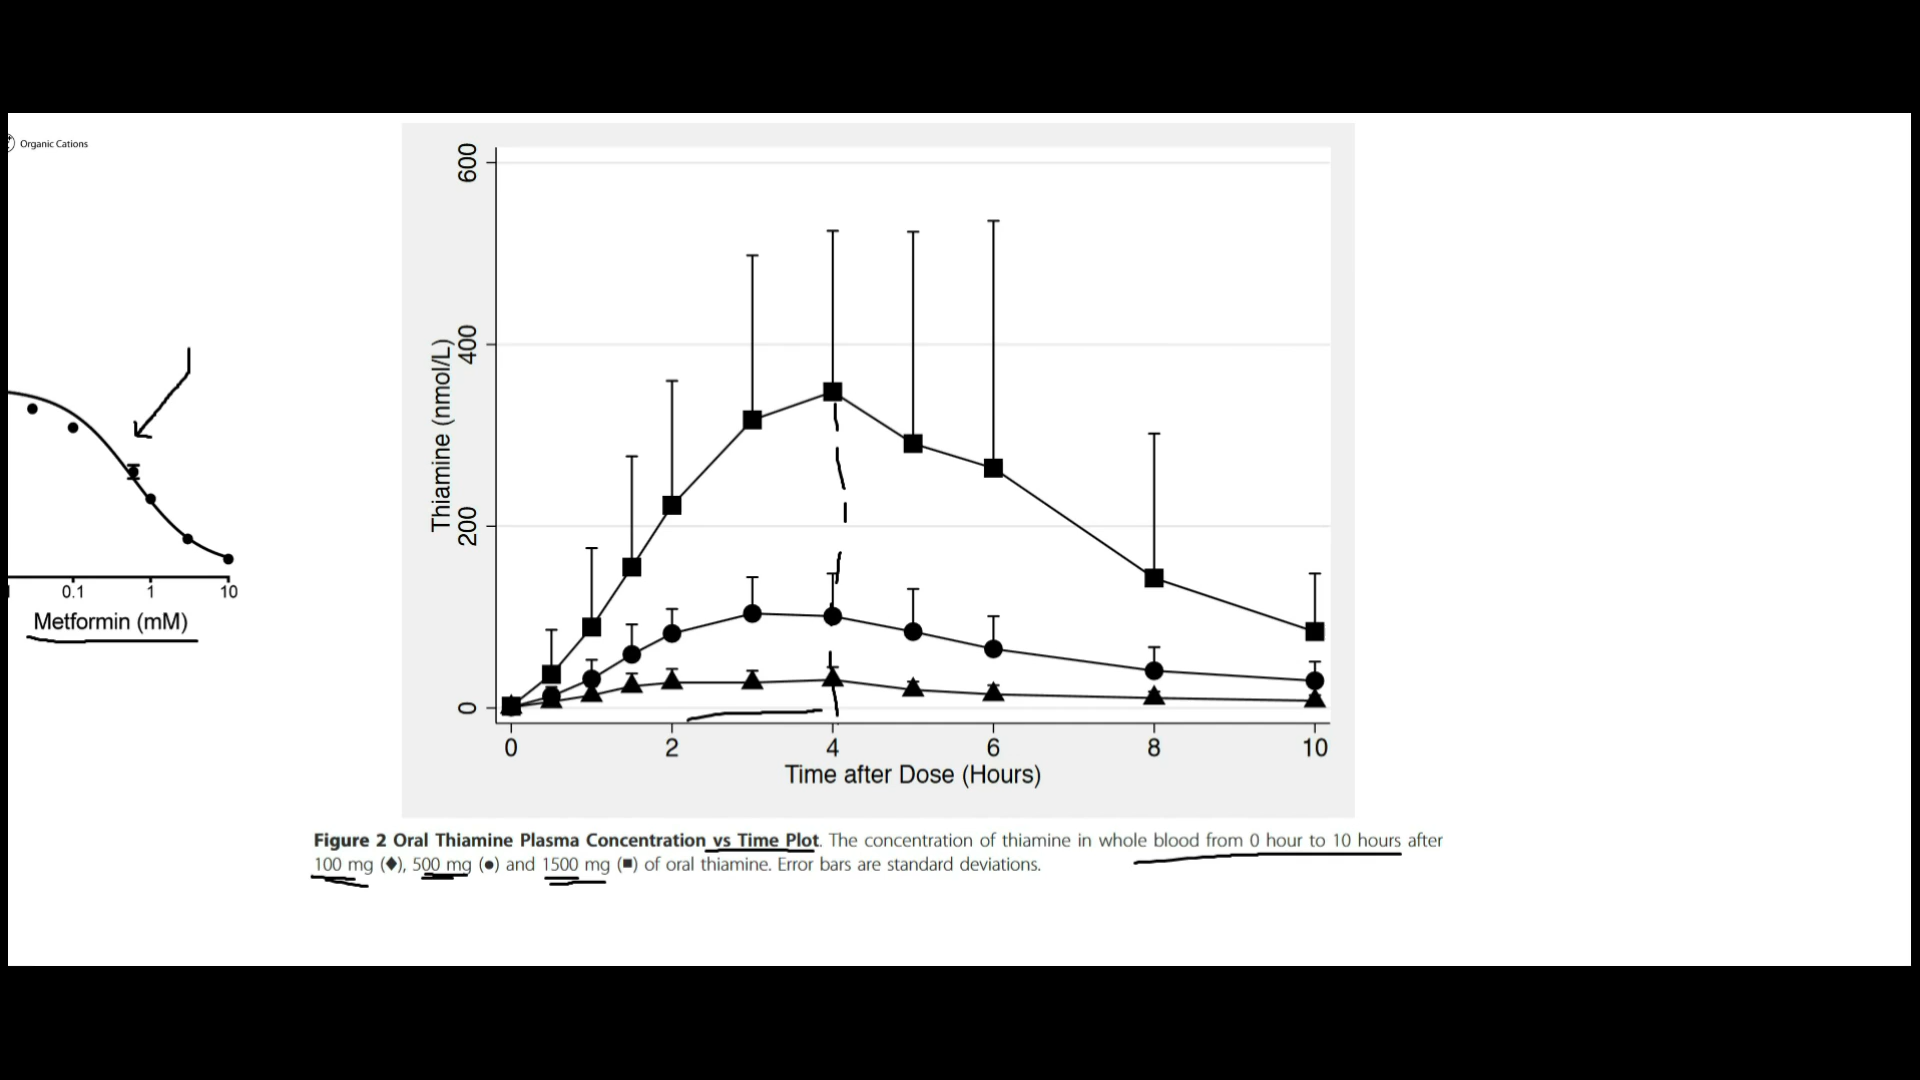 Organic Cations
0.1
1
10
Metformin (mM)
600
400
200
0
Thiamine (nmol/L)
0
2
4
6
8
10
Time after Dose (Hours)
Figure 2 Oral Thiamine Plasma Concentration vs Time Plot. The concentration of thiamine in whole blood from 0 hour to 10 hours after
100 mg (♦), 500 mg (●) and 1500 mg (■) of oral thiamine. Error bars are standard deviations.